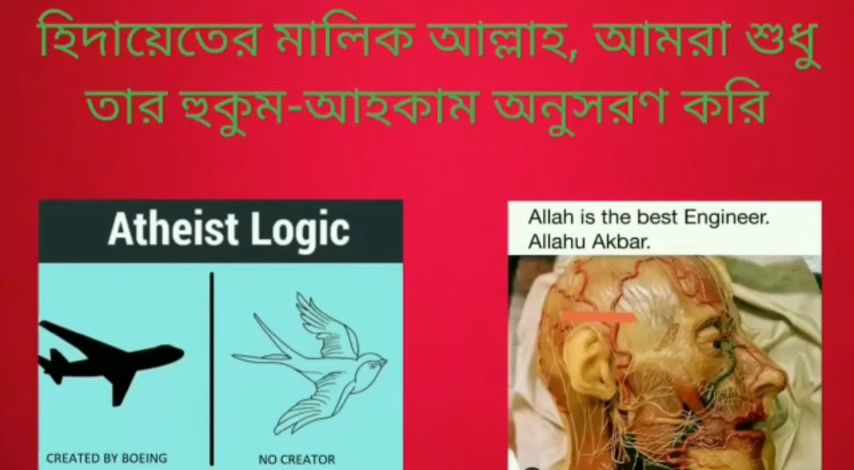 হিদায়েতের মালিক আল্লাহ, আমরা শুধু
তার হুকুম-আহকাম অনুসরণ করি
Atheist Logic
CREATED BY BOEING
NO CREATOR
Allah is the best Engineer.
Allahu Akbar.